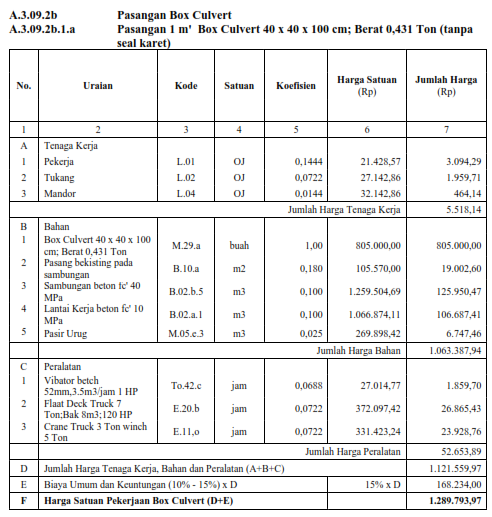 A.3.09.2b Pasangan Box Culvert
A.3.09.2b.1.a Pasangan 1 m' Box Culvert 40 x 40 x 100 cm; Berat 0,431 Ton (tanpa
seal karet)
No. Uraian Kode Satuan Koefisien Harga Satuan (Rp) Jumlah Harga (Rp)
1 2 3 4 5 6 7
A Tenaga Kerja
1 Pekerja L.01 OJ 0,1444 21.428,57 3.094,29
2 Tukang L.02 OJ 0,0722 27.142,86 1.959,71
3 Mandor L.04 OJ 0,0144 32.142,86 464,14
Jumlah Harga Tenaga Kerja 5.518,14
B Bahan
1 Box Culvert 40 x 40 x 100
cm; Berat 0,431 Ton M.29.a buah 1,00 805.000,00 805.000,00
2 Pasang bekisting pada
sambungan B.10.a m2 0,180 105.570,00 19.002,60
3 Sambungan beton fc' 40
MPa B.02.b.5 m3 0,100 1.259.504,69 125.950,47
4 Lantai Kerja beton fc' 10
MPa B.02.a.1 m3 0,100 1.066.874,11 106.687,41
5 Pasir Urug M.05.e.3 m3 0,025 269.898,42 6.747,46
Jumlah Harga Bahan 1.063.387,94
C Peralatan
1 Vibator betch
52mm,3.5m3/jam 1 HP To.42.c jam 0,0688 27.014,77 1.859,70
2 Flaat Deck Truck 7
Ton;Bak 8m3;120 HP E.20.b jam 0,0722 372.097,42 26.865,43
3 Crane Truck 3 Ton winch
5 Ton E.11,o jam 0,0722 331.423,24 23.928,76
Jumlah Harga Peralatan 52.653,89
D Jumlah Harga Tenaga Kerja, Bahan dan Peralatan (A+B+C) 1.121.559,97
E Biaya Umum dan Keuntungan (10% - 15%) x D 15% x D 168.234,00
F Harga Satuan Pekerjaan Box Culvert (D+E) 1.289.793,97